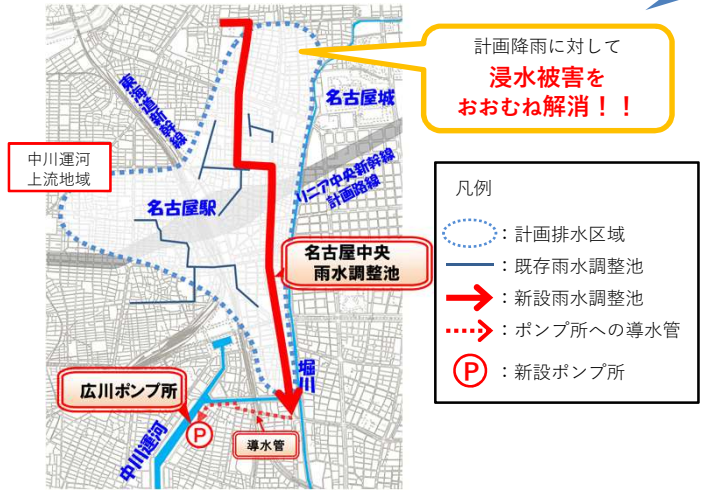 計画降雨に対して
浸水被害を
おおむね解消！！
東海道新幹線
名古屋城
中川運河
上流地域
リニア中央新幹線
計画路線
名古屋駅
名古屋中央
雨水調整池
堀川
広川ポンプ所
P
導水管
中川運河
凡例
：計画排水区域
：既存雨水調整池
：新設雨水調整池
：ポンプ所への導水管
P：新設ポンプ所